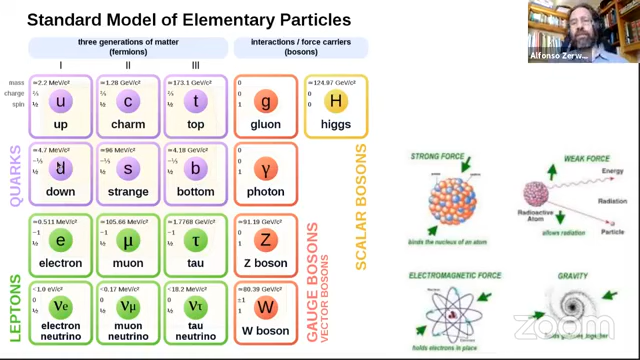 Standard Model of Elementary Particles
three generations of matter
(fermions)
interactions / force carriers
(bosons)
I II III
mass ≃2.2 MeV/c² ≃1.28 GeV/c² ≃173.1 GeV/c² 0 ≃124.97 GeV/c²
charge ⅔ ⅔ ⅔ 0 0
spin ½ ½ ½ 1 0
u c t g H
up charm top gluon higgs
≃4.7 MeV/c² ≃96 MeV/c² ≃4.18 GeV/c² 0
−⅓ −⅓ −⅓ 0
½ ½ ½ 1
d s b γ
down strange bottom photon
≃0.511 MeV/c² ≃105.66 MeV/c² ≃1.7768 GeV/c² ≃91.19 GeV/c²
−1 −1 −1 0
½ ½ ½ 1
e μ τ Z
electron muon tau Z boson
<1.0 eV/c² <0.17 MeV/c² <18.2 MeV/c² ≃80.39 GeV/c²
0 0 0 ±1
½ ½ ½ 1
νe νμ ντ W
electron neutrino muon neutrino tau neutrino W boson
QUARKS
LEPTONS
GAUGE BOSONS
VECTOR BOSONS
SCALAR BOSONS
Alfonso Zerw...
STRONG FORCE
binds the nucleus of an atom
WEAK FORCE
Energy
Radiation
Radioactive
Atom
Particle
allows radiation
ELECTROMAGNETIC FORCE
holds electrons in place
GRAVITY
zoom